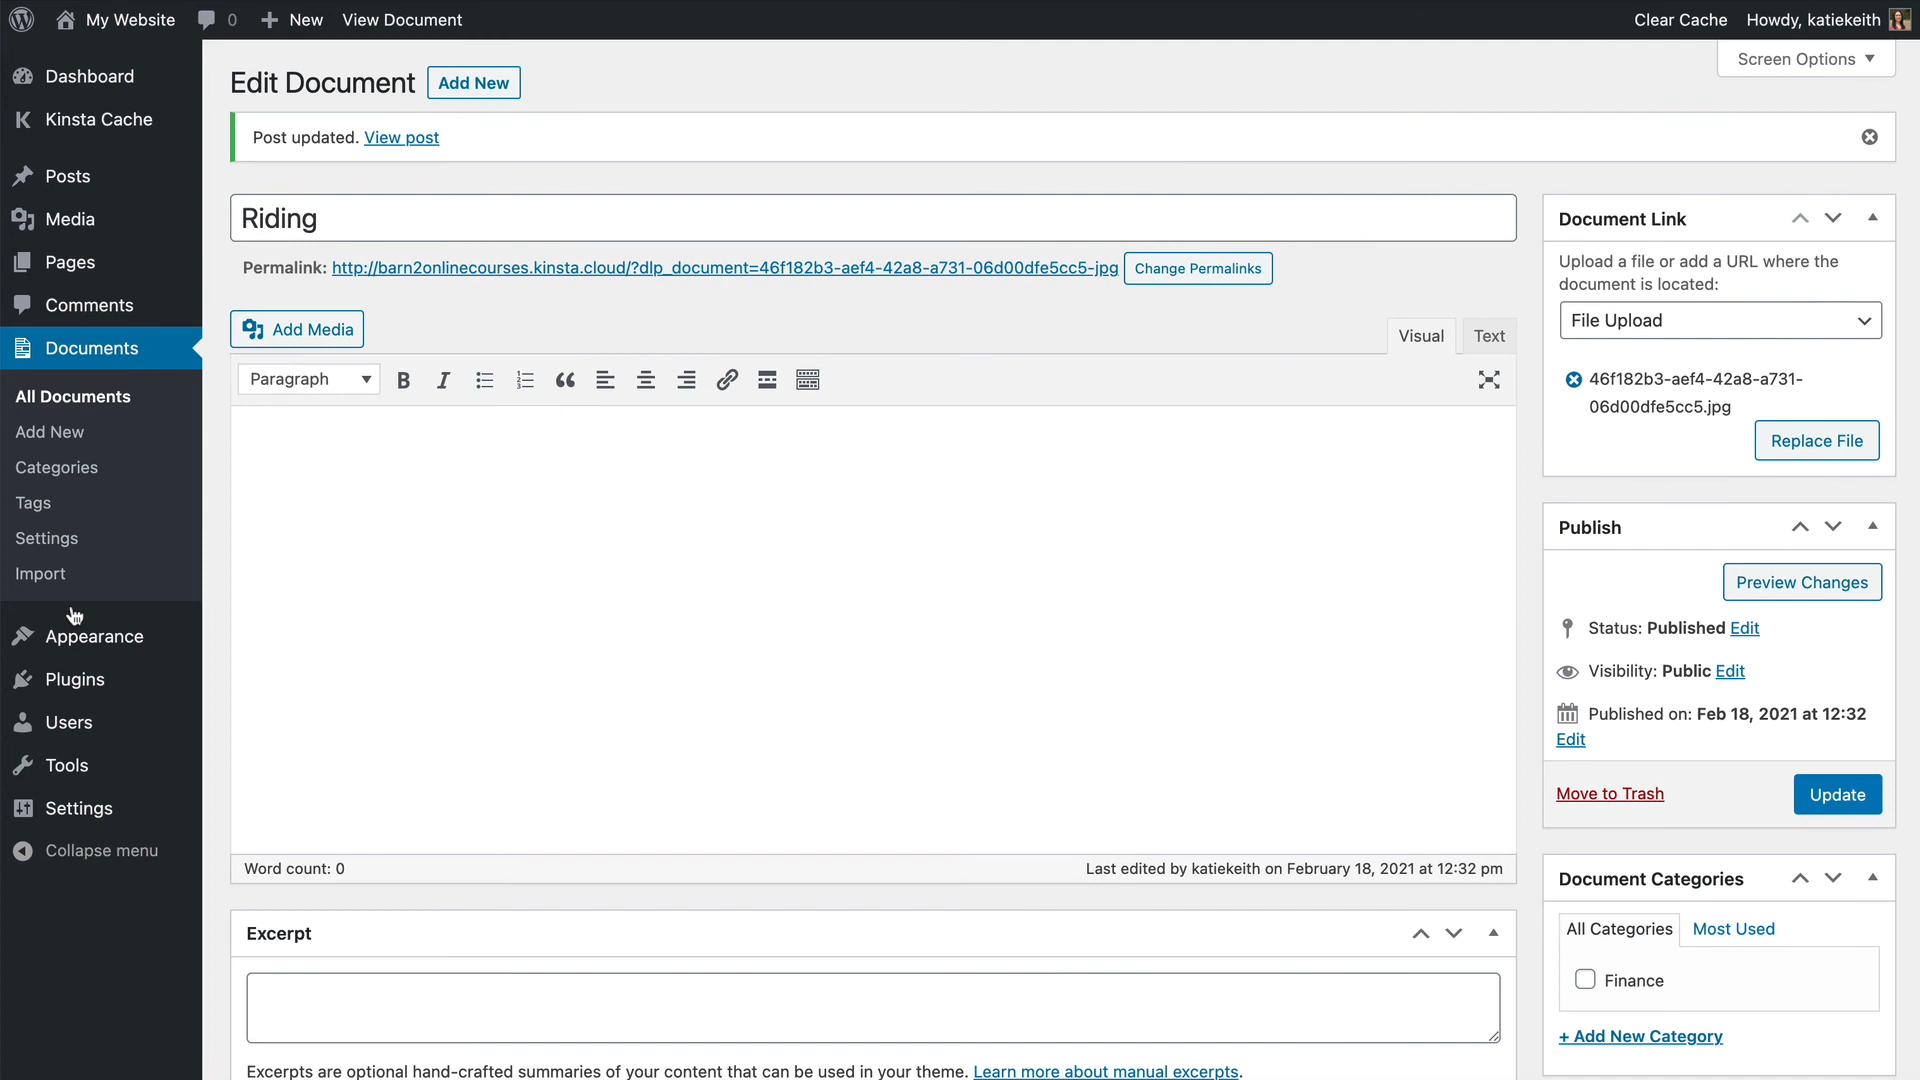 My Website
0
New
View Document
Clear Cache
Howdy, katiekeith
Dashboard
Kinsta Cache
Posts
Media
Pages
Comments
Documents
All Documents
Add New
Categories
Tags
Settings
Import
Appearance
Plugins
Users
Tools
Settings
Collapse menu
Screen Options
Edit Document
Add New
Post updated. View post
Riding
Permalink: http://barn2onlinecourses.kinsta.cloud/?dlp_document=46f182b3-aef4-42a8-a731-06d00dfe5cc5-jpg
Change Permalinks
Add Media
Visual
Text
Paragraph
Word count: 0
Last edited by katiekeith on February 18, 2021 at 12:32 pm
Excerpt
Excerpts are optional hand-crafted summaries of your content that can be used in your theme. Learn more about manual excerpts.
Document Link
Upload a file or add a URL where the
document is located:
File Upload
46f182b3-aef4-42a8-a731-
06d00dfe5cc5.jpg
Replace File
Publish
Preview Changes
Status: Published Edit
Visibility: Public Edit
Published on: Feb 18, 2021 at 12:32
Edit
Move to Trash
Update
Document Categories
All Categories
Most Used
Finance
+ Add New Category